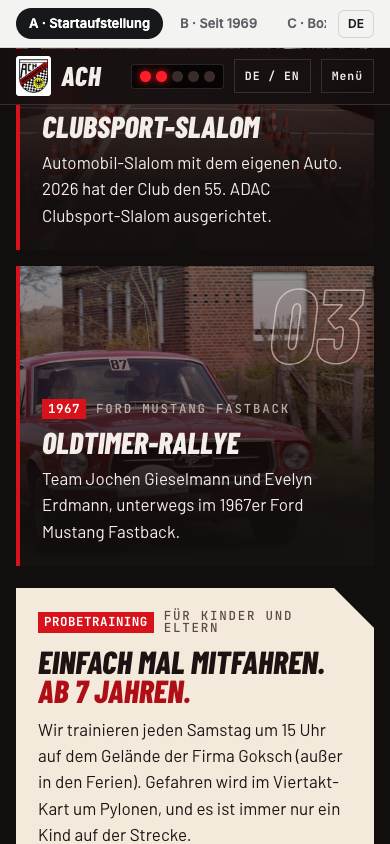 A · Startaufstellung
B · Seit 1969
C · Box
DE
ACH
ACH
DE / EN
Menü
CLUBSPORT-SLALOM
Automobil-Slalom mit dem eigenen Auto.
2026 hat der Club den 55. ADAC
Clubsport-Slalom ausgerichtet.
03
87
1967 FORD MUSTANG FASTBACK
OLDTIMER-RALLYE
Team Jochen Gieselmann und Evelyn
Erdmann, unterwegs im 1967er Ford
Mustang Fastback.
PROBETRAINING FÜR KINDER UND
ELTERN
EINFACH MAL MITFAHREN.
AB 7 JAHREN.
Wir trainieren jeden Samstag um 15 Uhr
auf dem Gelände der Firma Goksch (außer
in den Ferien). Gefahren wird im Viertakt-
Kart um Pylonen, und es ist immer nur ein
Kind auf der Strecke.